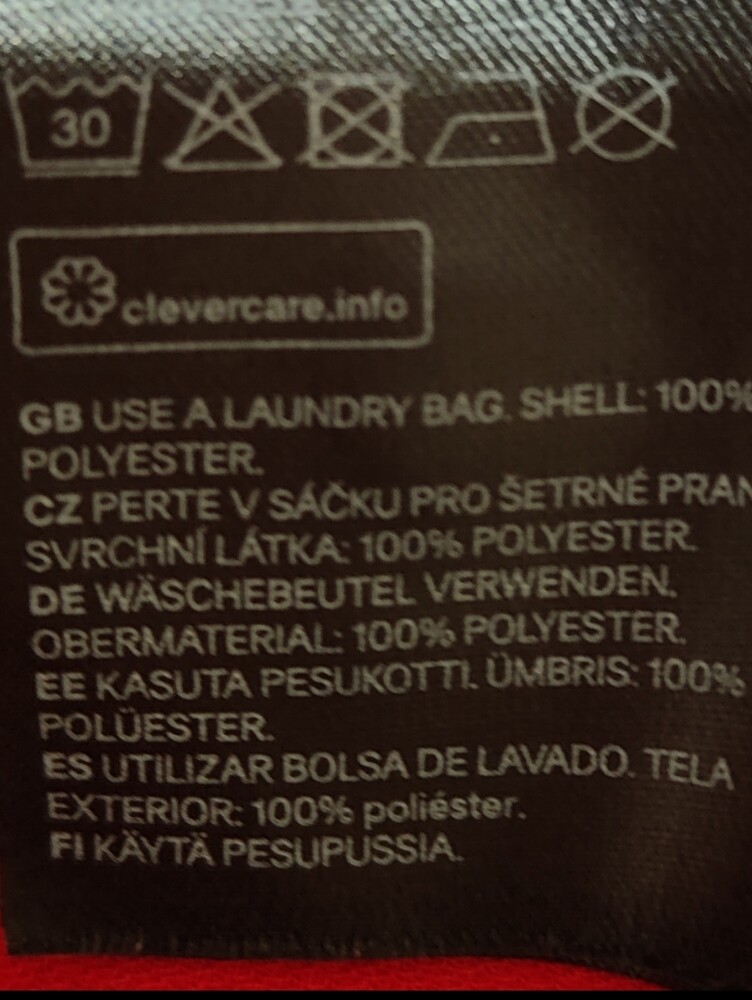 30
clevercare.info
GB USE A LAUNDRY BAG. SHELL: 100%
POLYESTER.
CZ PERTE V SÁČKU PRO ŠETRNÉ PRAN
SVRCHNÍ LÁTKA: 100% POLYESTER.
DE WÄSCHEBEUTEL VERWENDEN.
OBERMATERIAL: 100% POLYESTER.
EE KASUTA PESUKOTTI. ÜMBRIS: 100%
POLÜESTER.
ES UTILIZAR BOLSA DE LAVADO. TELA
EXTERIOR: 100% poliéster.
FI KÄYTÄ PESUPUSSIA.